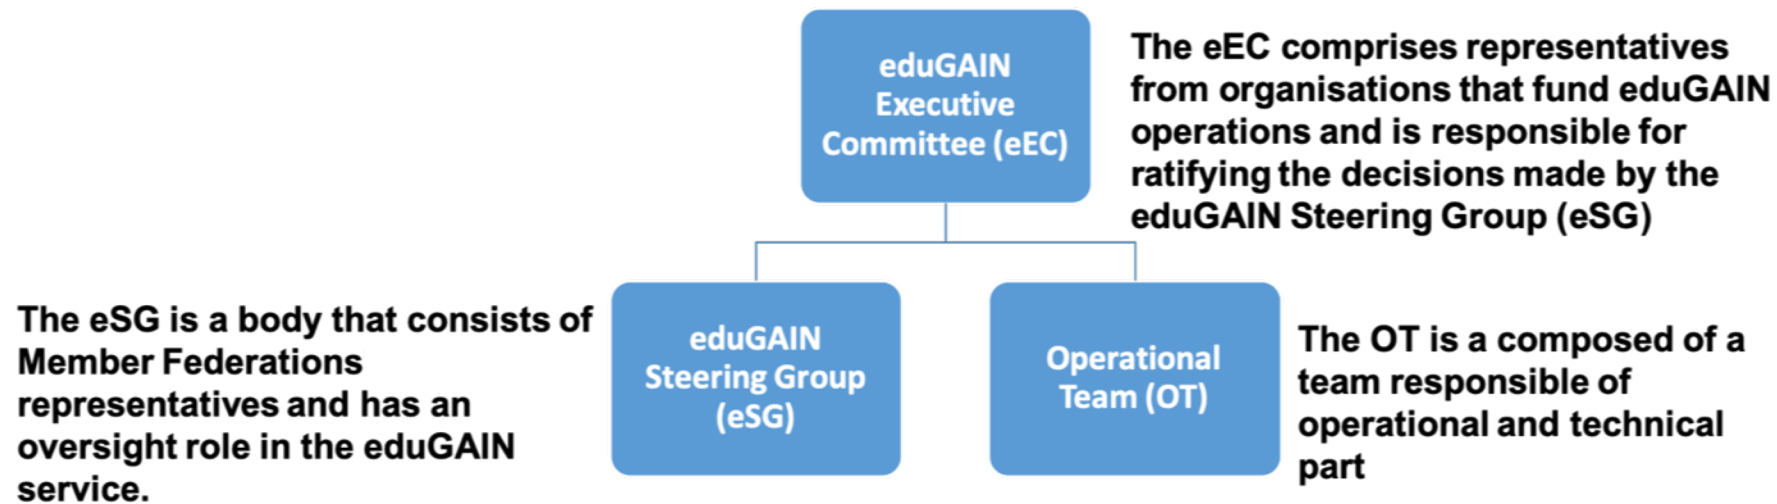 eduGAIN
Executive
Committee (eEC)
The eEC comprises representatives
from organisations that fund eduGAIN
operations and is responsible for
ratifying the decisions made by the
eduGAIN Steering Group (eSG)
The eSG is a body that consists of
Member Federations
representatives and has an
oversight role in the eduGAIN
service.
eduGAIN
Steering Group
(eSG)
Operational
Team (OT)
The OT is a composed of a
team responsible of
operational and technical
part